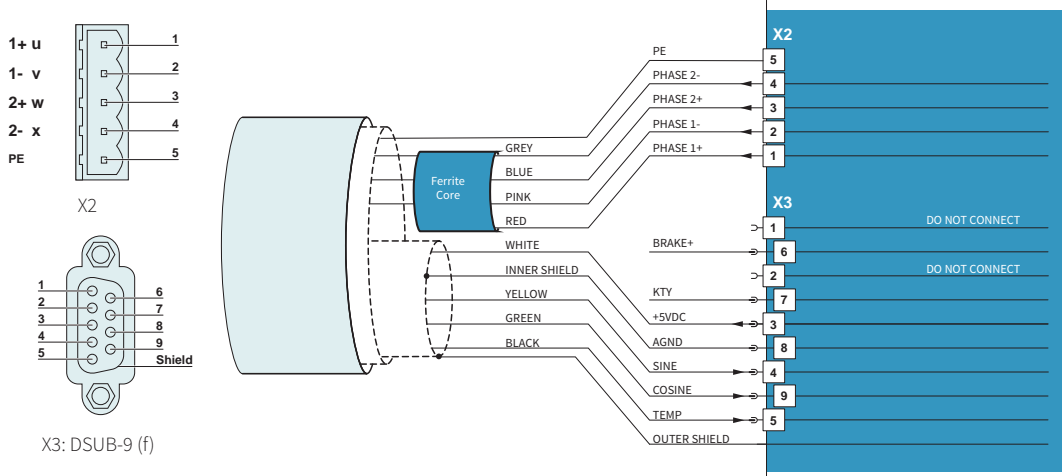 1+ u
1- v
2+ w
2- x
PE
1
2
3
4
5
X2
1
2
3
4
5
6
7
8
9
Shield
X3: DSUB-9 (f)
Ferrite
Core
GREY
BLUE
PINK
RED
WHITE
INNER SHIELD
YELLOW
GREEN
BLACK
PE
PHASE 2-
PHASE 2+
PHASE 1-
PHASE 1+
BRAKE+
KTY
+5VDC
AGND
SINE
COSINE
TEMP
OUTER SHIELD
X2
5
4
3
2
1
X3
1 DO NOT CONNECT
6
2 DO NOT CONNECT
7
3
8
4
9
5